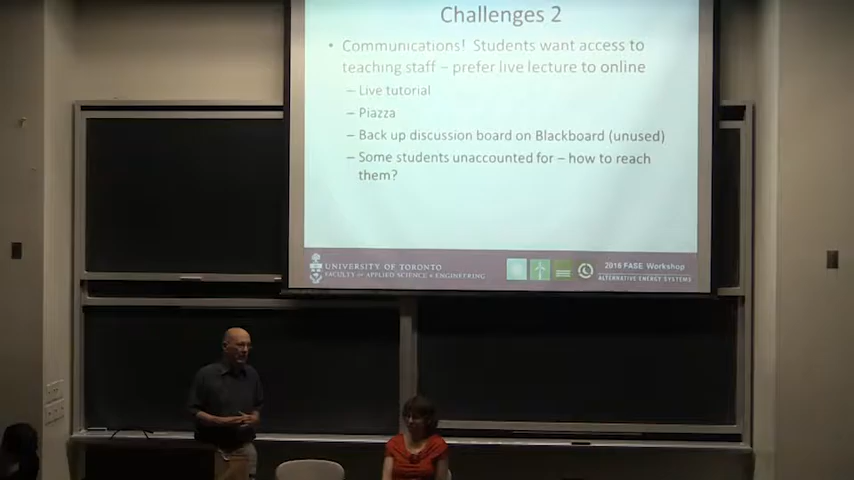 Challenges 2
• Communications! Students want access to
teaching staff – prefer live lecture to online
– Live tutorial
– Piazza
– Back up discussion board on Blackboard (unused)
– Some students unaccounted for – how to reach
them?
UNIVERSITY OF TORONTO
FACULTY OF APPLIED SCIENCE & ENGINEERING
2016 FASE Workshop
ALTERNATIVE ENERGY SYSTEMS